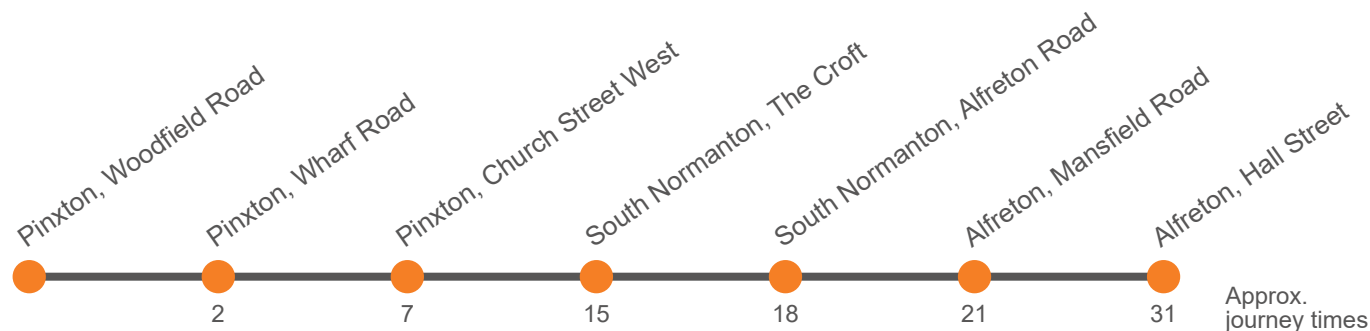 Pinxton, Woodfield Road
Pinxton, Wharf Road
Pinxton, Church Street West
South Normanton, The Croft
South Normanton, Alfreton Road
Alfreton, Mansfield Road
Alfreton, Hall Street
2
7
15
18
21
31
Approx.
journey times